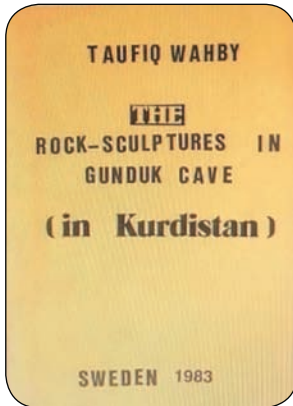 TAUFIQ WAHBY
THE
ROCK-SCULPTURES IN
GUNDUK CAVE
(in Kurdistan)
SWEDEN 1983